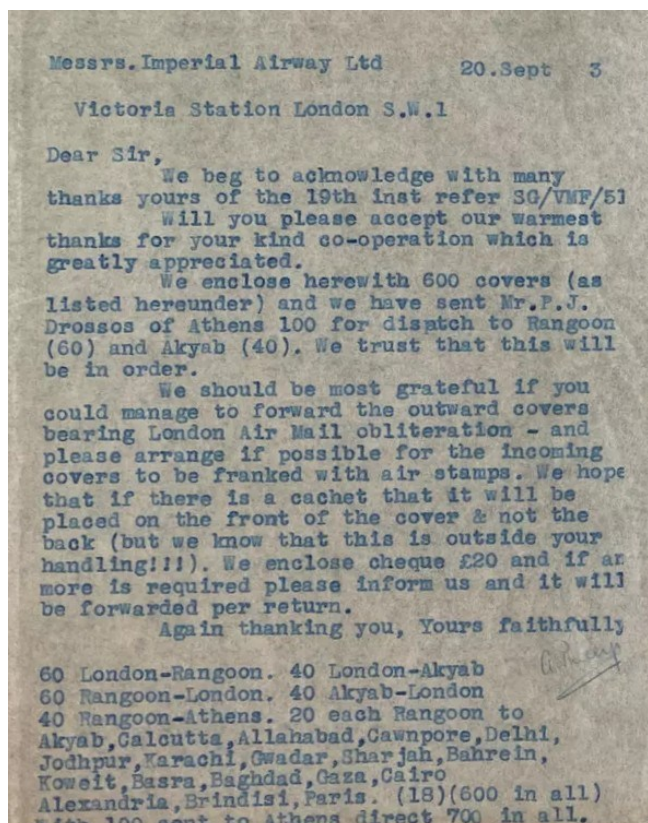 Messrs.Imperial Airway Ltd 20.Sept 3
Victoria Station London S.W.1
Dear Sir,
We beg to acknowledge with many
thanks yours of the 19th inst refer SG/VMF/51
Will you please accept our warmest
thanks for your kind co-operation which is
greatly appreciated.
We enclose herewith 600 covers (as
listed hereunder) and we have sent Mr.P.J.
Drossos of Athens 100 for dispatch to Rangoon
(60) and Akyab (40). We trust that this will
be in order.
We should be most grateful if you
could manage to forward the outward covers
bearing London Air Mail obliteration - and
please arrange if possible for the incoming
covers to be franked with air stamps. We hope
that if there is a cachet that it will be
placed on the front of the cover & not the
back (but we know that this is outside your
handling!!!). We enclose cheque £20 and if an
more is required please inform us and it will
be forwarded per return.
Again thanking you, Yours faithfully
60 London-Rangoon. 40 London-Akyab
60 Rangoon-London. 40 Akyab-London
40 Rangoon-Athens. 20 each Rangoon to
Akyab,Calcutta,Allahabad,Cawnpore,Delhi,
Jodhpur,Karachi,Gwadar,Sharjah,Bahrein,
Koweit,Basra,Baghdad,Gaza,Cairo
Alexandria,Brindisi,Paris. (18)(600 in all)
With 100 sent to Athens direct 700 in all.